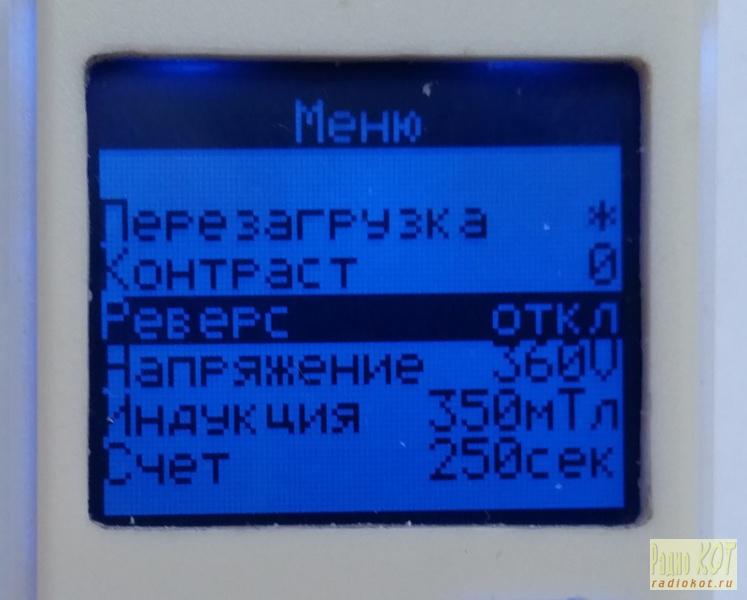 Меню
Перезагрузка *
Контраст 0
Реверс откл
Напряжение 360V
Индукция 350мТл
Счет 250сек
Радио КОТ
radiokot.ru